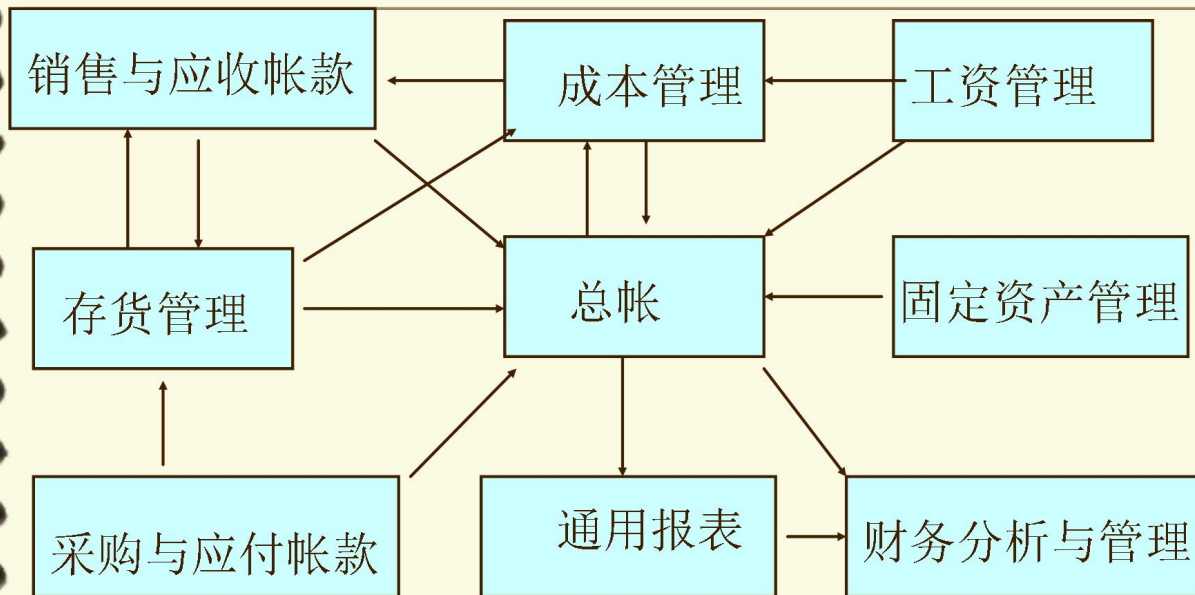 销售与应收帐款
成本管理
工资管理
存货管理
总帐
固定资产管理
采购与应付帐款
通用报表
财务分析与管理